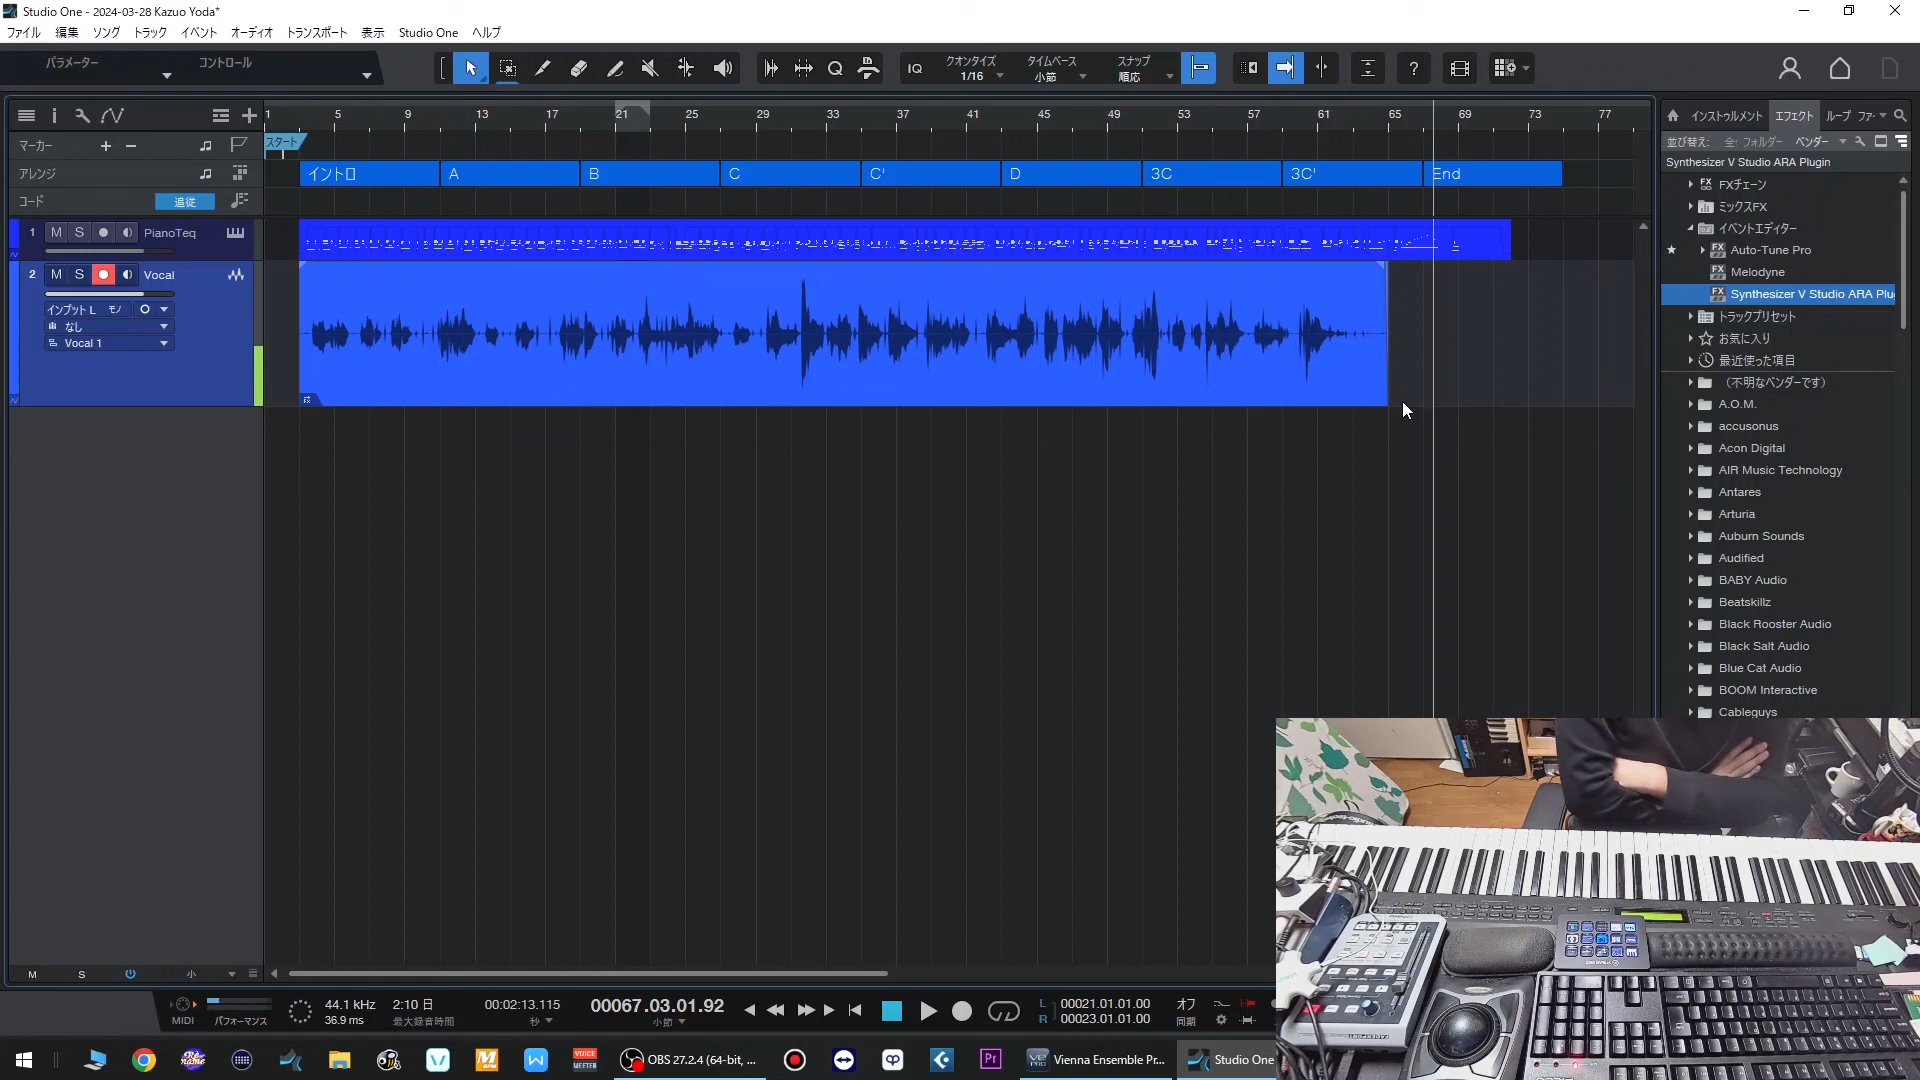 Studio One - 2024-03-28 Kazuo Yoda*
ファイル 編集 ソング トラック イベント オーディオ トランスポート 表示 Studio One ヘルプ
パラメーター コントロール
IQ クオンタイズ 1/16 タイムベース 小節 スナップ 順応 ?
1 5 9 13 17 21 25 29 33 37 41 45 49 53 57 61 65 69 73 77
マーカー スタート
アレンジ イントロ A B C C' D 3C 3C' End
コード 追従
1 M S PianoTeq
2 M S Vocal
インプット L モノ
なし
Vocal 1
インストゥルメント エフェクト ループ ファ
並び替え: 全 フォルダー ベンダー
Synthesizer V Studio ARA Plugin
FXチェーン
ミックスFX
イベントエディター
Auto-Tune Pro
Melodyne
Synthesizer V Studio ARA Plu
トラックプリセット
お気に入り
最近使った項目
（不明なベンダーです）
A.O.M.
accusonus
Acon Digital
AIR Music Technology
Antares
Arturia
Auburn Sounds
Audified
BABY Audio
Beatskillz
Black Rooster Audio
Black Salt Audio
Blue Cat Audio
BOOM Interactive
Cableguys
M S 小
MIDI パフォーマンス
44.1 kHz
36.9 ms
2:10 日
最大録音時間
00:02:13.115
秒
00067.03.01.92
小節
L 00021.01.01.00
R 00023.01.01.00
オフ
同期
OBS 27.2.4 (64-bit, ...
Vienna Ensemble Pr...
Studio One